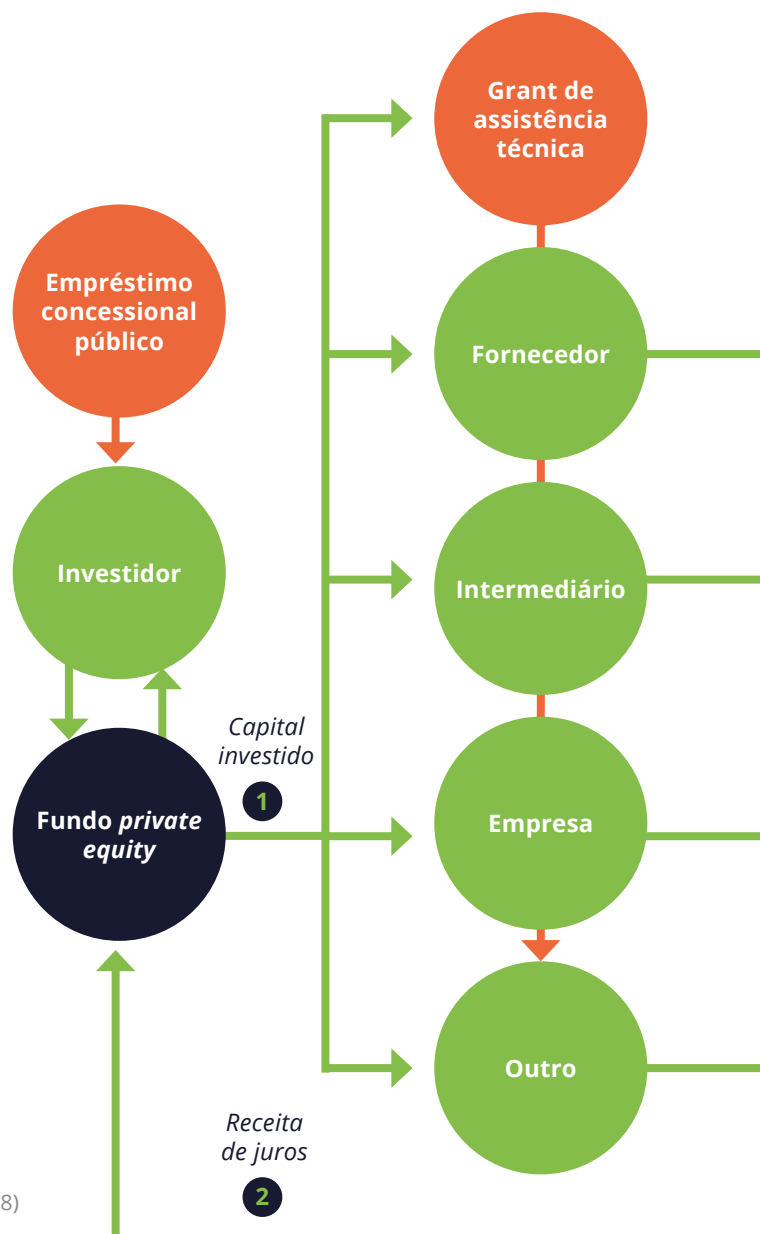 Grant de
assistência
técnica
Empréstimo
concessional
público
Fornecedor
Investidor
Intermediário
Capital
investido
1
Fundo private
equity
Empresa
Outro
Receita
de juros
2
8)